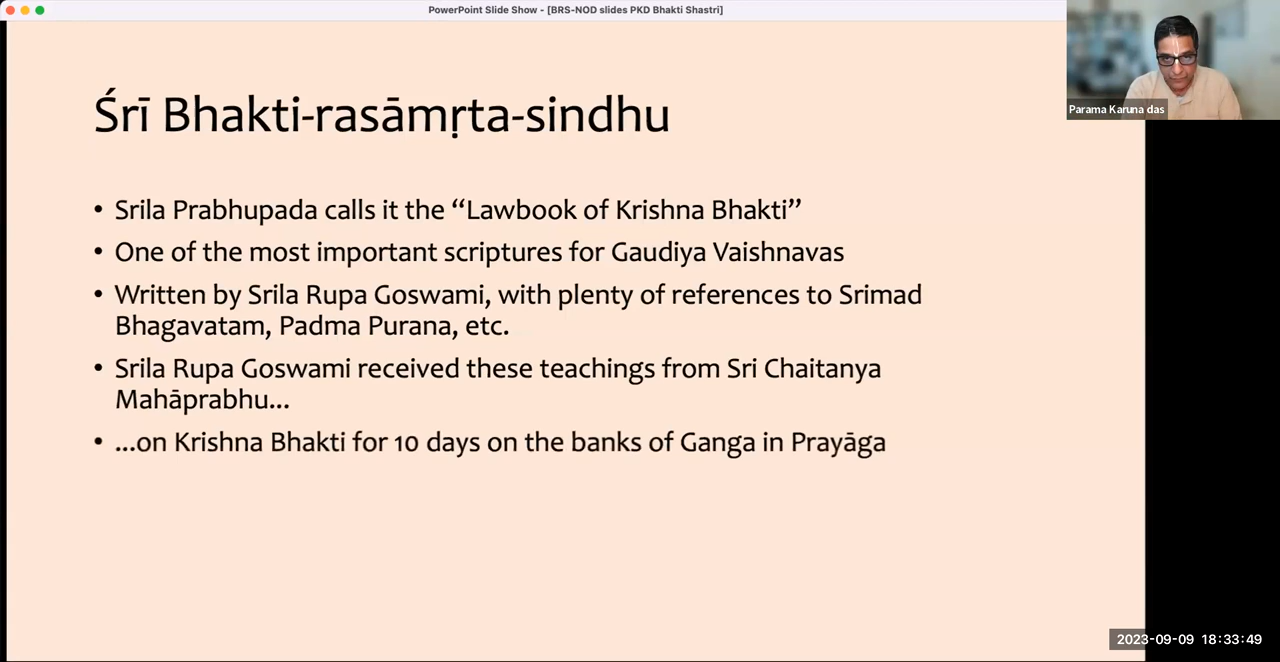 PowerPoint Slide Show - [BRS-NOD slides PKD Bhakti Shastri]
Śrī Bhakti-rasāmṛta-sindhu
• Srila Prabhupada calls it the “Lawbook of Krishna Bhakti”
• One of the most important scriptures for Gaudiya Vaishnavas
• Written by Srila Rupa Goswami, with plenty of references to Srimad
Bhagavatam, Padma Purana, etc.
• Srila Rupa Goswami received these teachings from Sri Chaitanya
Mahāprabhu...
• ...on Krishna Bhakti for 10 days on the banks of Ganga in Prayāga
Parama Karuna das
2023-09-09 18:33:49